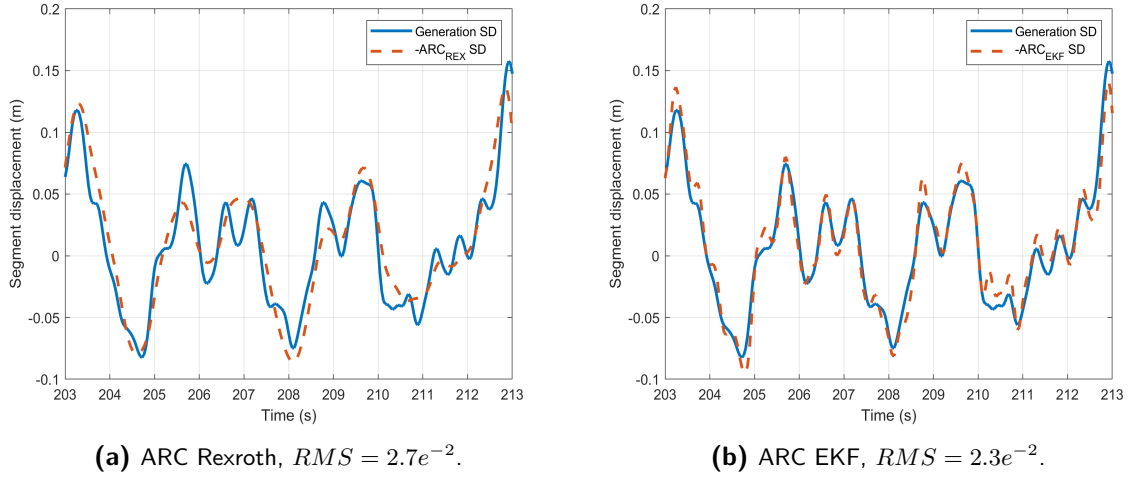 0.2
0.15
0.1
0.05
0
-0.05
-0.1
Segment displacement (m)
Generation SD
-ARC_REX SD
203 204 205 206 207 208 209 210 211 212 213
Time (s)
(a) ARC Rexroth, RMS = 2.7e^{-2}.
0.2
0.15
0.1
0.05
0
-0.05
-0.1
Segment displacement (m)
Generation SD
-ARC_EKF SD
203 204 205 206 207 208 209 210 211 212 213
Time (s)
(b) ARC EKF, RMS = 2.3e^{-2}.